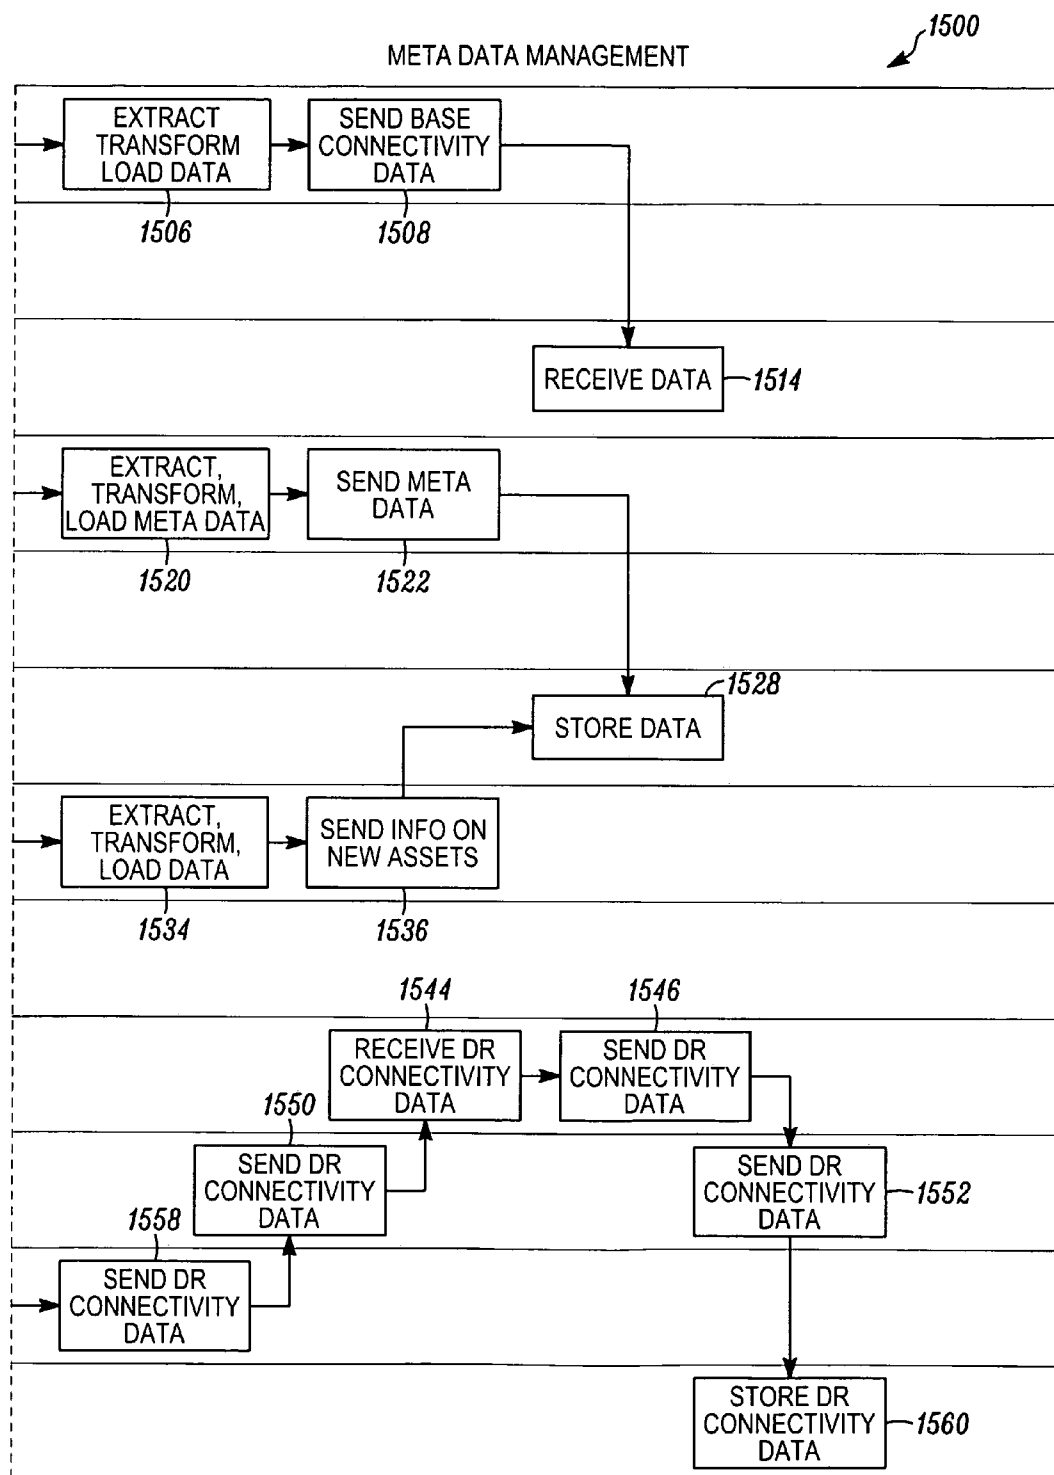 1500
META DATA MANAGEMENT
EXTRACT
TRANSFORM
LOAD DATA
SEND BASE
CONNECTIVITY
DATA
1506
1508
RECEIVE DATA
1514
EXTRACT,
TRANSFORM,
LOAD META DATA
SEND META
DATA
1520
1522
1528
STORE DATA
EXTRACT,
TRANSFORM,
LOAD DATA
SEND INFO ON
NEW ASSETS
1534
1536
1544
1546
RECEIVE DR
CONNECTIVITY
DATA
SEND DR
CONNECTIVITY
DATA
1550
SEND DR
CONNECTIVITY
DATA
SEND DR
CONNECTIVITY
DATA
1552
1558
SEND DR
CONNECTIVITY
DATA
STORE DR
CONNECTIVITY
DATA
1560